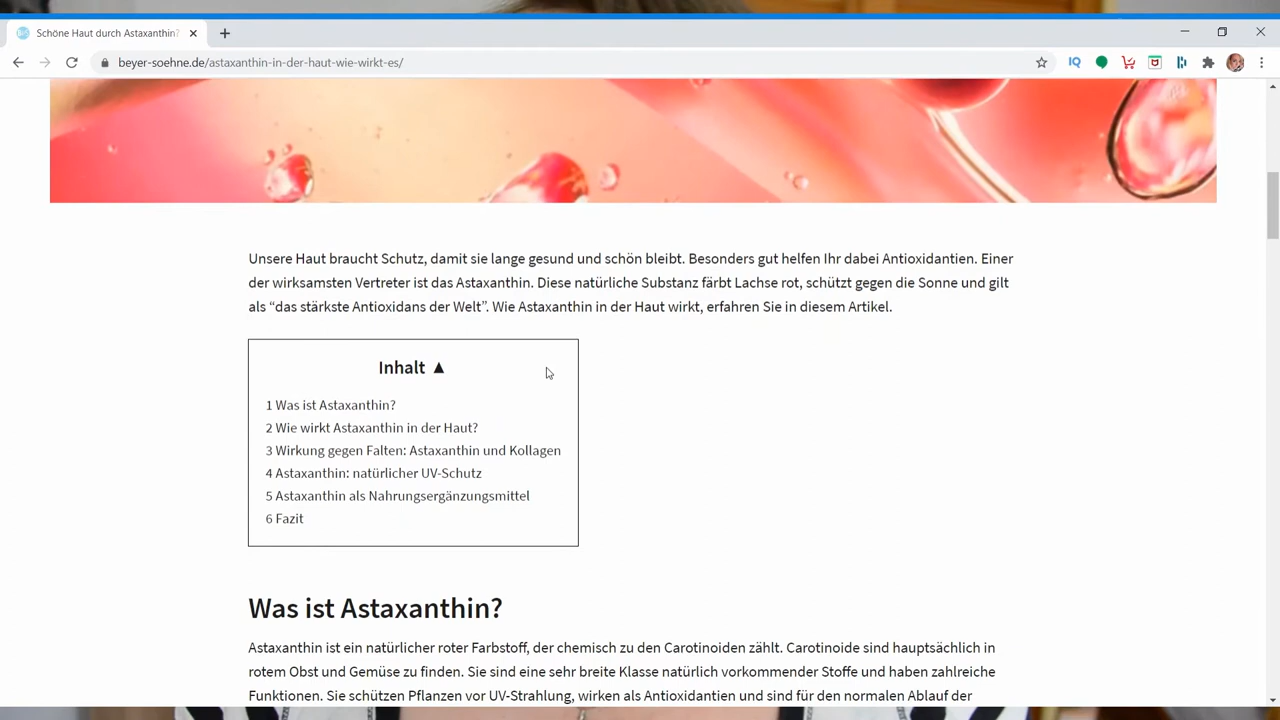 Schöne Haut durch Astaxanthin?
beyer-soehne.de/astaxanthin-in-der-haut-wie-wirkt-es/
IQ
Unsere Haut braucht Schutz, damit sie lange gesund und schön bleibt. Besonders gut helfen Ihr dabei Antioxidantien. Einer
der wirksamsten Vertreter ist das Astaxanthin. Diese natürliche Substanz färbt Lachse rot, schützt gegen die Sonne und gilt
als “das stärkste Antioxidans der Welt”. Wie Astaxanthin in der Haut wirkt, erfahren Sie in diesem Artikel.
Inhalt ▲
1 Was ist Astaxanthin?
2 Wie wirkt Astaxanthin in der Haut?
3 Wirkung gegen Falten: Astaxanthin und Kollagen
4 Astaxanthin: natürlicher UV-Schutz
5 Astaxanthin als Nahrungsergänzungsmittel
6 Fazit
Was ist Astaxanthin?
Astaxanthin ist ein natürlicher roter Farbstoff, der chemisch zu den Carotinoiden zählt. Carotinoide sind hauptsächlich in
rotem Obst und Gemüse zu finden. Sie sind eine sehr breite Klasse natürlich vorkommender Stoffe und haben zahlreiche
Funktionen. Sie schützen Pflanzen vor UV-Strahlung, wirken als Antioxidantien und sind für den normalen Ablauf der